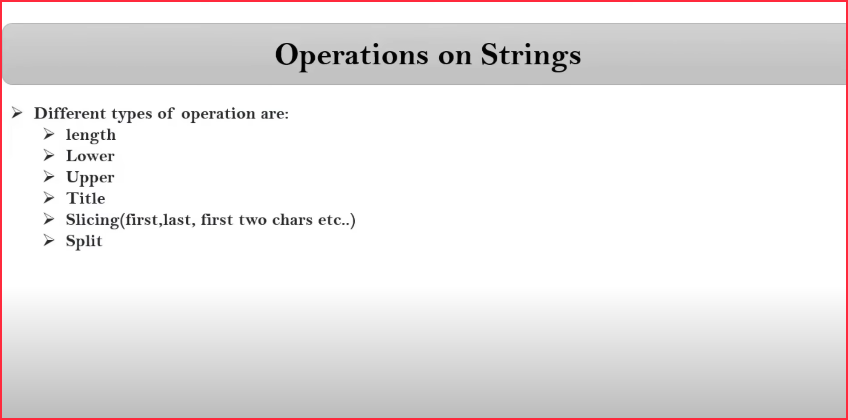 Operations on Strings
➢ Different types of operation are:
➢ length
➢ Lower
➢ Upper
➢ Title
➢ Slicing(first,last, first two chars etc..)
➢ Split